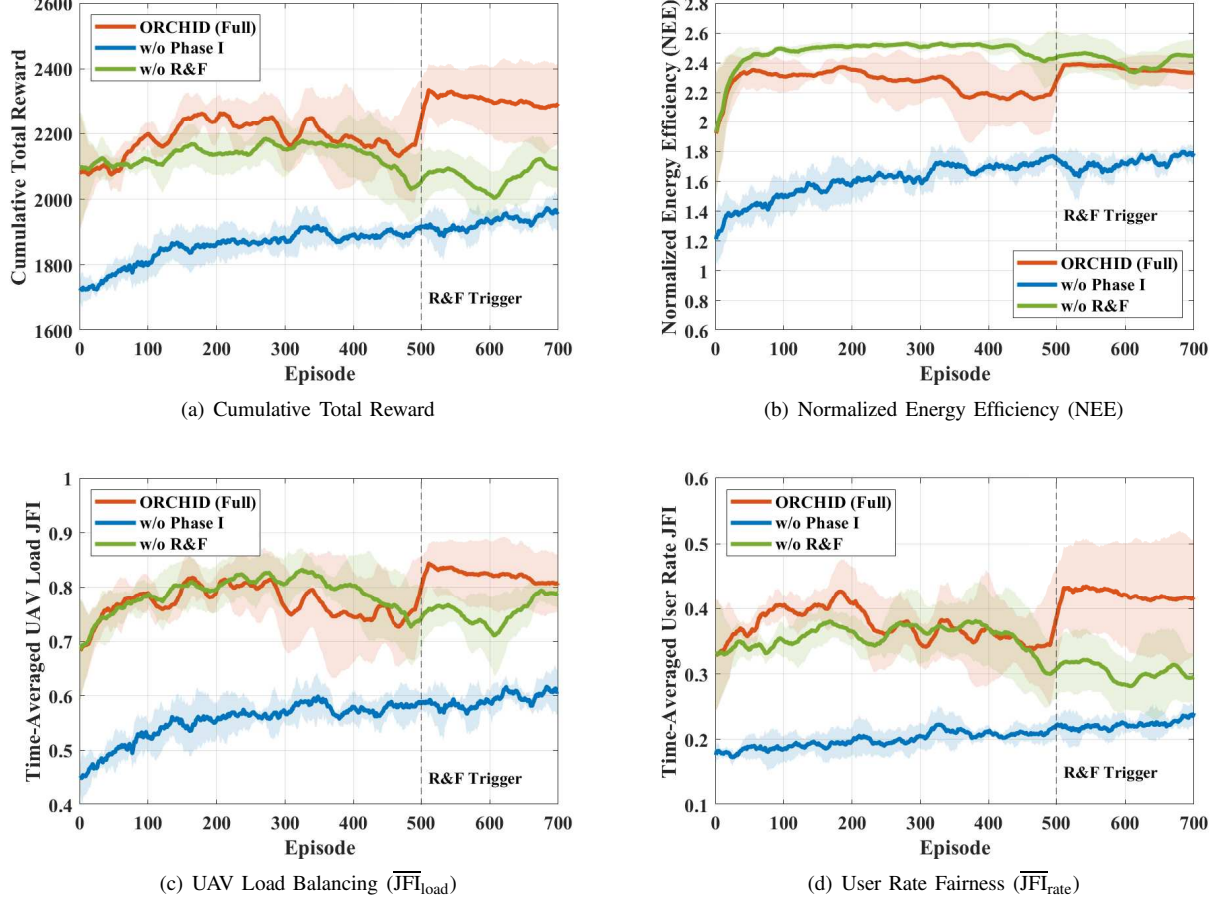 2600
2400
2200
2000
1800
1600
Cumulative Total Reward
ORCHID (Full)
w/o Phase I
w/o R&F
R&F Trigger
0 100 200 300 400 500 600 700
Episode
(a) Cumulative Total Reward
2.8
2.6
2.4
2.2
2
1.8
1.6
1.4
1.2
1
0.8
0.6
Normalized Energy Efficiency (NEE)
R&F Trigger
ORCHID (Full)
w/o Phase I
w/o R&F
0 100 200 300 400 500 600 700
Episode
(b) Normalized Energy Efficiency (NEE)
1
0.9
0.8
0.7
0.6
0.5
0.4
Time-Averaged UAV Load JFI
ORCHID (Full)
w/o Phase I
w/o R&F
R&F Trigger
0 100 200 300 400 500 600 700
Episode
(c) UAV Load Balancing (J̅F̅I̅load)
0.6
0.5
0.4
0.3
0.2
0.1
Time-Averaged User Rate JFI
ORCHID (Full)
w/o Phase I
w/o R&F
R&F Trigger
0 100 200 300 400 500 600 700
Episode
(d) User Rate Fairness (J̅F̅I̅rate)